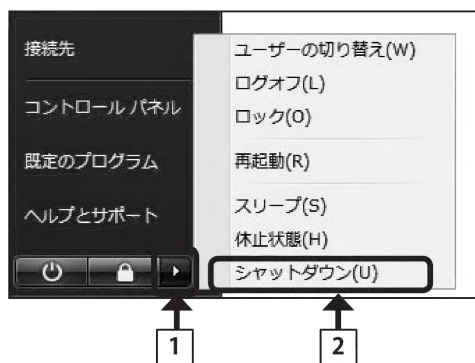 接続先
コントロール パネル
既定のプログラム
ヘルプとサポート
ユーザーの切り替え(W)
ログオフ(L)
ロック(O)
再起動(R)
スリープ(S)
休止状態(H)
シャットダウン(U)
1
2